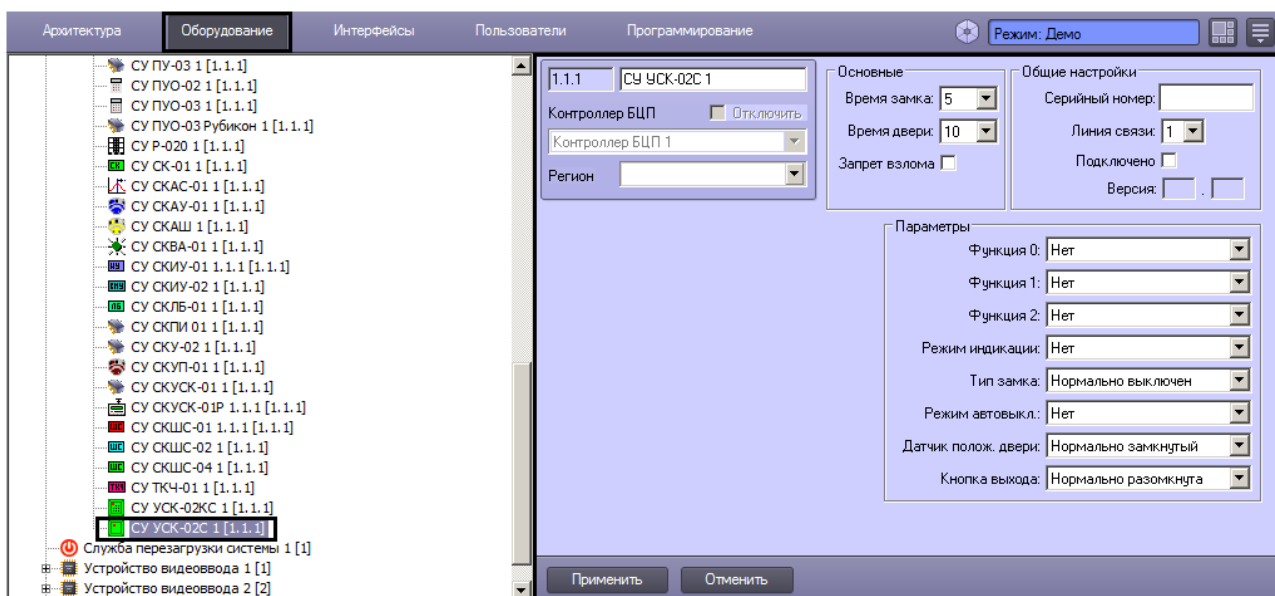 Архитектура Оборудование Интерфейсы Пользователи Программирование Режим: Демо
СУ ПУ-03 1 [1.1.1]
СУ ПУО-02 1 [1.1.1]
СУ ПУО-03 1 [1.1.1]
СУ ПУО-03 Рубикон 1 [1.1.1]
СУ Р-020 1 [1.1.1]
СУ СК-01 1 [1.1.1]
СУ СКАС-01 1 [1.1.1]
СУ СКАУ-01 1 [1.1.1]
СУ СКАШ 1 [1.1.1]
СУ СКВА-01 1 [1.1.1]
СУ СКИУ-01 1.1.1 [1.1.1]
СУ СКИУ-02 1 [1.1.1]
СУ СКЛБ-01 1 [1.1.1]
СУ СКПИ 01 1 [1.1.1]
СУ СКУ-02 1 [1.1.1]
СУ СКУП-01 1 [1.1.1]
СУ СКУСК-01 1 [1.1.1]
СУ СКУСК-01Р 1.1.1 [1.1.1]
СУ СКШС-01 1.1.1 [1.1.1]
СУ СКШС-02 1 [1.1.1]
СУ СКШС-04 1 [1.1.1]
СУ ТКЧ-01 1 [1.1.1]
СУ УСК-02КС 1 [1.1.1]
СУ УСК-02С 1 [1.1.1]
Служба перезагрузки системы 1 [1]
Устройство видеоввода 1 [1]
Устройство видеоввода 2 [2]
1.1.1 СУ УСК-02С 1
Контроллер БЦП Отключить
Контроллер БЦП 1
Регион
Основные
Время замка: 5
Время двери: 10
Запрет взлома
Общие настройки
Серийный номер:
Линия связи: 1
Подключено
Версия: .
Параметры
Функция 0: Нет
Функция 1: Нет
Функция 2: Нет
Режим индикации: Нет
Тип замка: Нормально выключен
Режим автовыкл.: Нет
Датчик полож. двери: Нормально замкнутый
Кнопка выхода: Нормально разомкнута
Применить Отменить